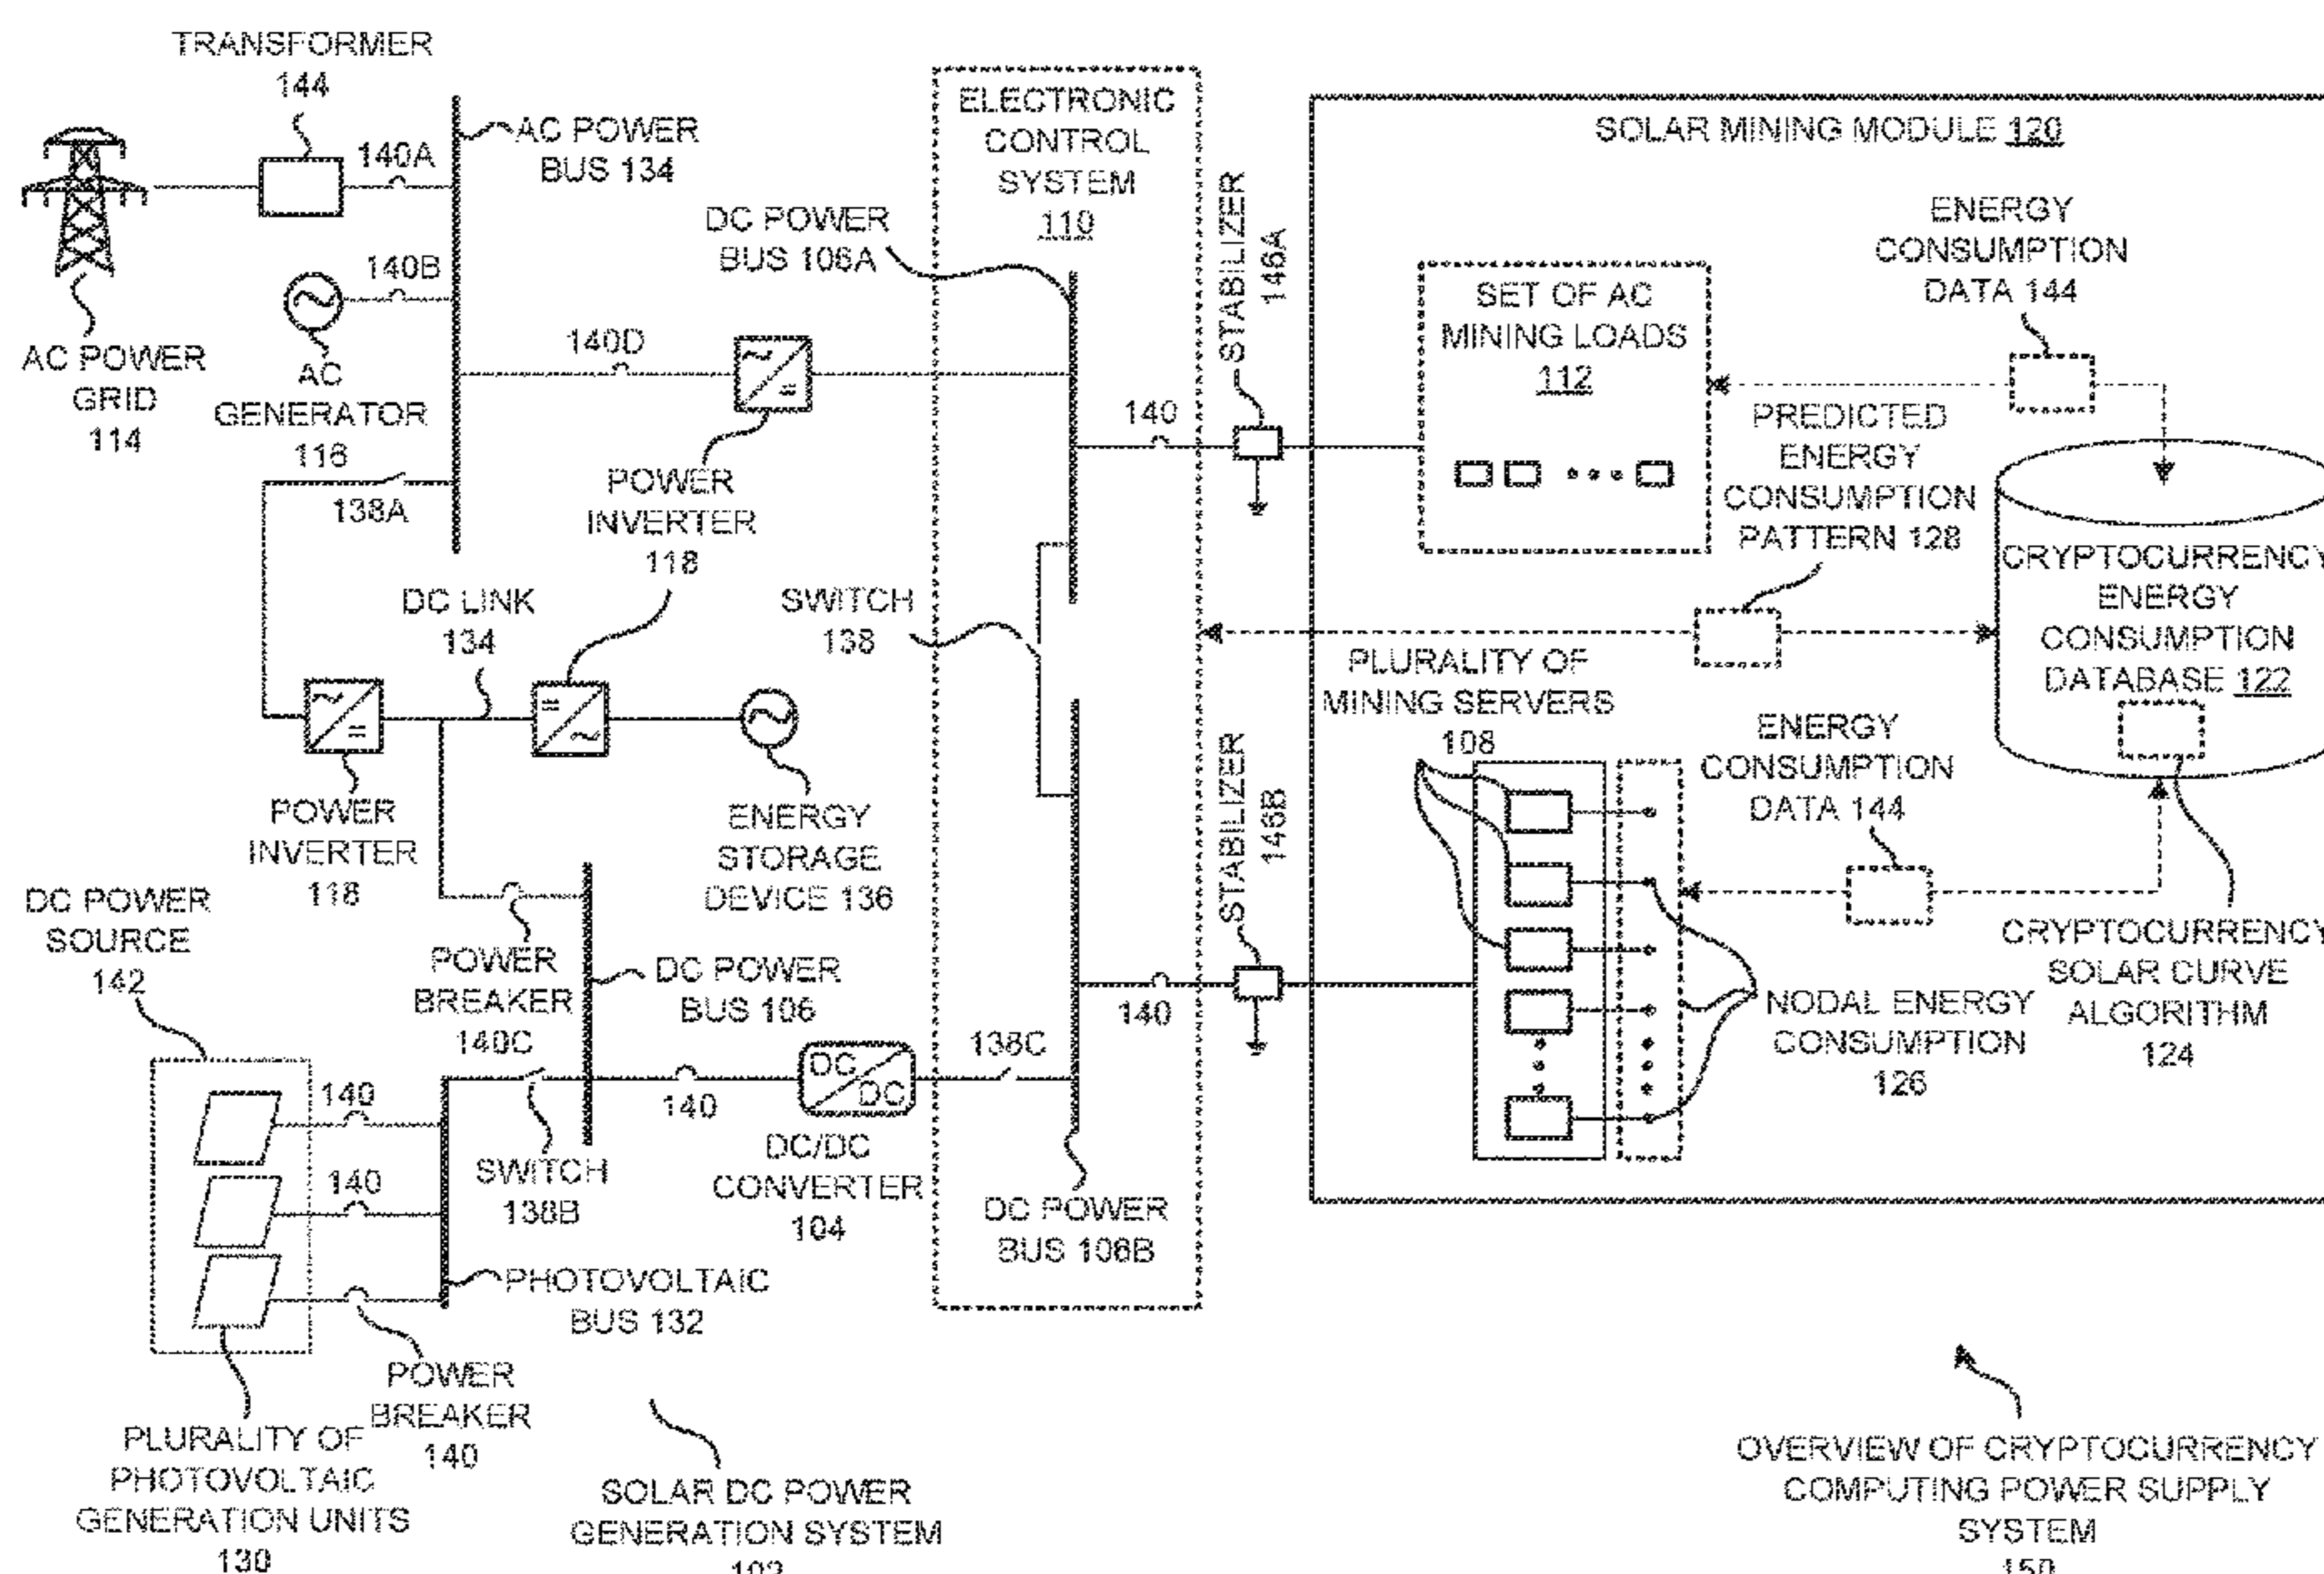 TRANSFORMER
144
140A
AC POWER
BUS 134
140B
AC POWER
GRID
114
AC
GENERATOR
116
138A
140D
POWER
INVERTER
118
DC POWER
BUS 106A
ELECTRONIC
CONTROL
SYSTEM
110
STABILIZER
146A
140
SOLAR MINING MODULE 120
SET OF AC
MINING LOADS
112
ENERGY
CONSUMPTION
DATA 144
PREDICTED
ENERGY
CONSUMPTION
PATTERN 128
CRYPTOCURRENCY
ENERGY
CONSUMPTION
DATABASE 122
DC LINK
134
SWITCH
138
POWER
INVERTER
118
ENERGY
STORAGE
DEVICE 136
PLURALITY OF
MINING SERVERS
108
ENERGY
CONSUMPTION
DATA 144
STABILIZER
146B
140
CRYPTOCURRENCY
SOLAR CURVE
ALGORITHM
124
NODAL ENERGY
CONSUMPTION
126
DC POWER
SOURCE
142
POWER
BREAKER
140C
DC POWER
BUS 106
138C
140
DC
DC
DC/DC
CONVERTER
104
140
140
SWITCH
138B
DC POWER
BUS 106B
PHOTOVOLTAIC
BUS 132
POWER
BREAKER
140
PLURALITY OF
PHOTOVOLTAIC
GENERATION UNITS
130
SOLAR DC POWER
GENERATION SYSTEM
102
OVERVIEW OF CRYPTOCURRENCY
COMPUTING POWER SUPPLY
SYSTEM
150